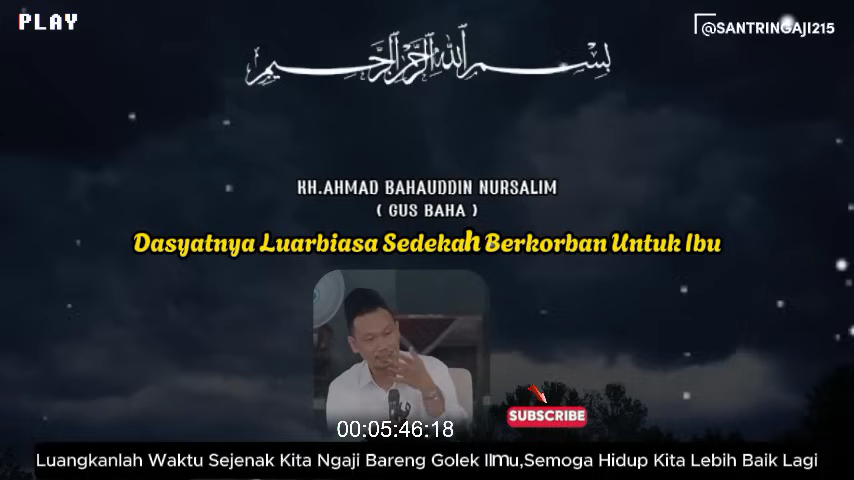 PLAY
@SANTRINGAJI215
بسم الله الرحمن الرحيم
KH.AHMAD BAHAUDDIN NURSALIM
( GUS BAHA )
Dasyatnya Luarbiasa Sedekah Berkorban Untuk Ibu
SUBSCRIBE
00:05:46:18
Luangkanlah Waktu Sejenak Kita Ngaji Bareng Golek Ilmu,Semoga Hidup Kita Lebih Baik Lagi